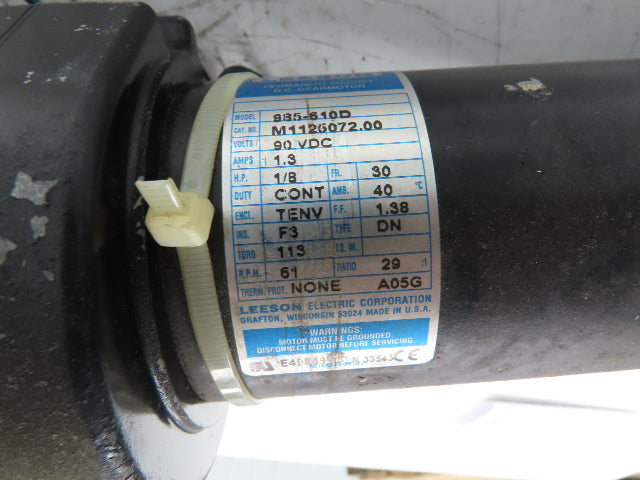 PERMANENT MAGNET
D.C. GEARMOTOR
MODEL 985-610D
CAT. NO. M1126072.00
VOLTS 90 VDC
AMPS 1.3
H.P. 1/8 FR. 30
DUTY CONT AMB. 40 °C
ENCL. TENV F.F. 1.38
INS. F3 TYPE DN
TORQ 113 LB. IN.
R.P.M. 61 RATIO 29 :1
THERM. PROT. NONE A05G
LEESON ELECTRIC CORPORATION
GRAFTON, WISCONSIN 53024 MADE IN U.S.A.
WARNINGS:
MOTOR MUST BE GROUNDED
DISCONNECT MOTOR BEFORE SERVICING
CE